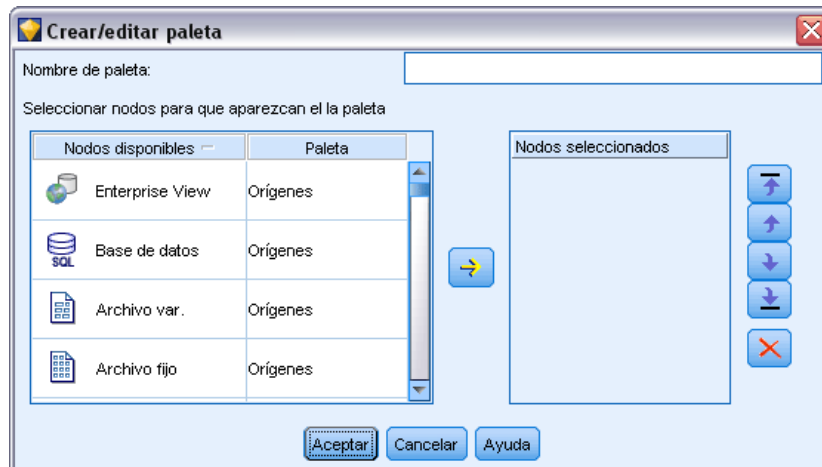 Crear/editar paleta
Nombre de paleta:
Seleccionar nodos para que aparezcan el la paleta
Nodos disponibles Paleta
Enterprise View Orígenes
SQL Base de datos Orígenes
Archivo var. Orígenes
Archivo fijo Orígenes
Nodos seleccionados
Aceptar Cancelar Ayuda